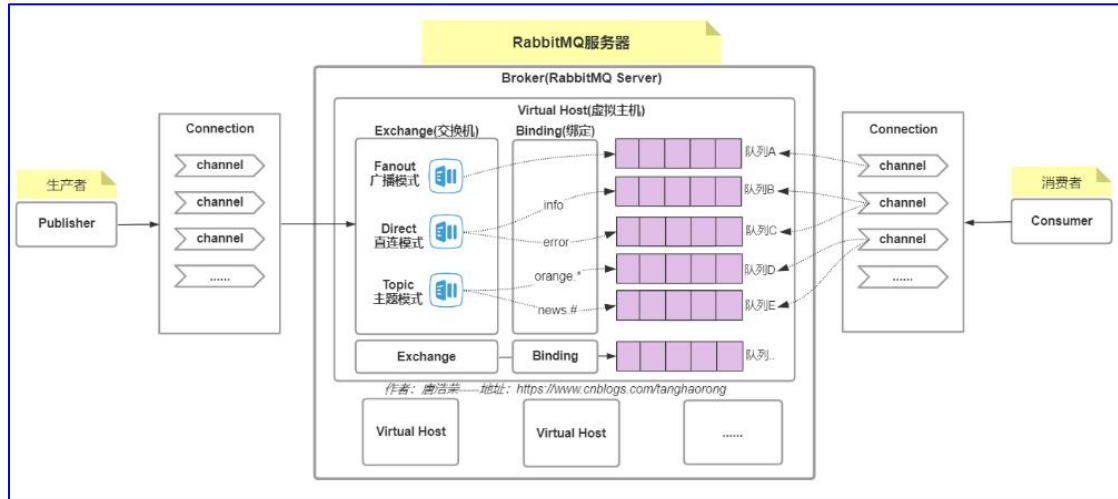 RabbitMQ服务器
Broker(RabbitMQ Server)
Virtual Host(虚拟主机)
生产者
Publisher
Connection
channel
channel
channel
......
Exchange(交换机)
Fanout
广播模式
Direct
直连模式
Topic
主题模式
Binding(绑定)
info
error
orange.*
news.#
队列A
队列B
队列C
队列D
队列E
Exchange
Binding
队列..
作者：唐浩荣-----地址：https://www.cnblogs.com/tanghaorong
Virtual Host
Virtual Host
......
Connection
channel
channel
channel
......
消费者
Consumer